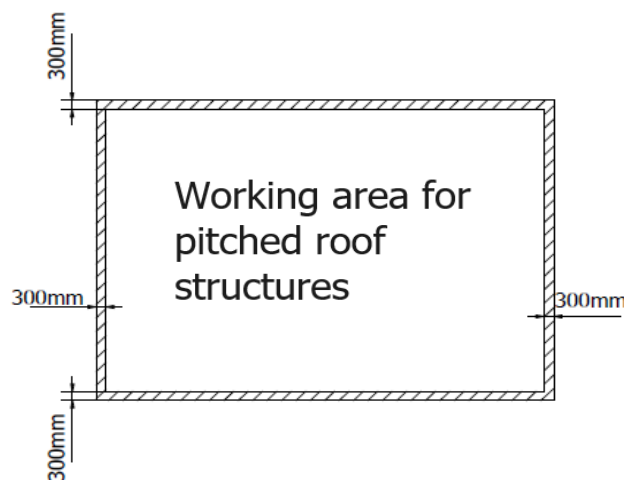 300mm
Working area for
pitched roof
structures
300mm
300mm
300mm